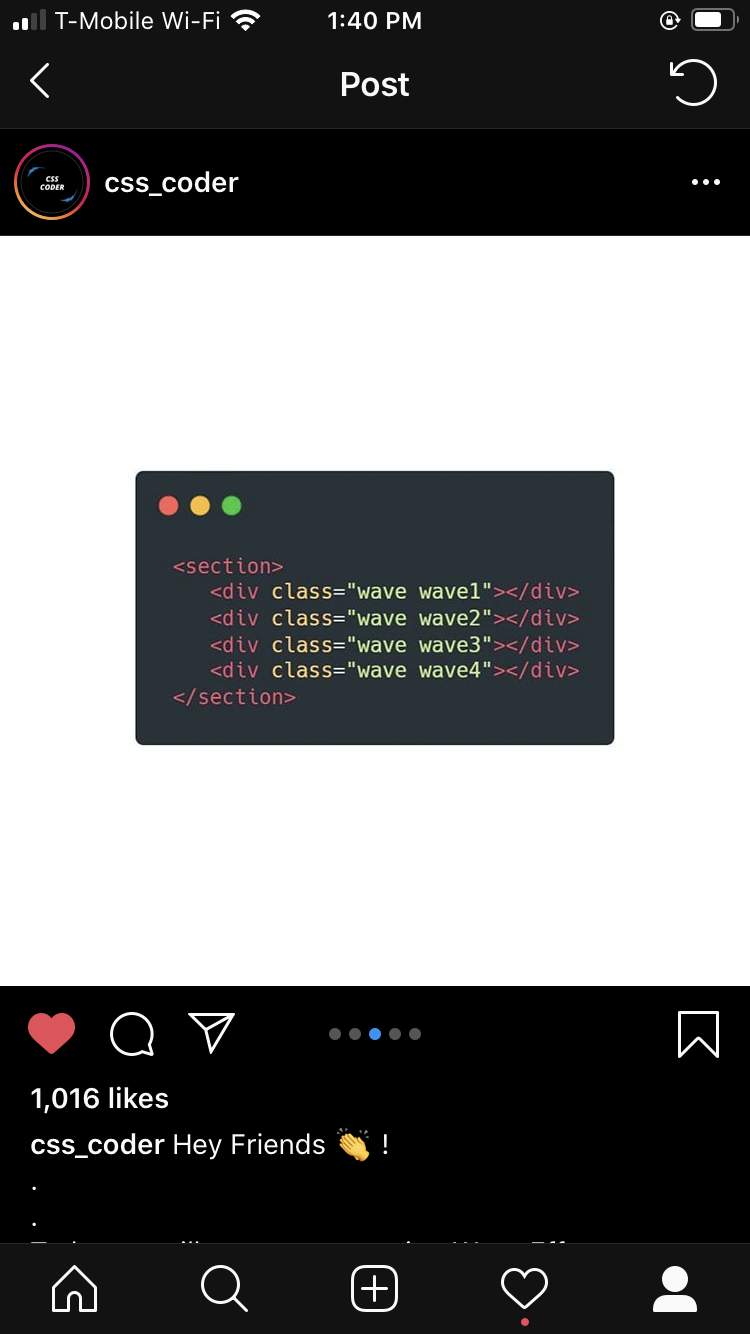 T-Mobile Wi-Fi 1:40 PM
Post
CSS
CODER
css_coder
<section>
<div class="wave wave1"></div>
<div class="wave wave2"></div>
<div class="wave wave3"></div>
<div class="wave wave4"></div>
</section>
1,016 likes
css_coder Hey Friends 👏 !
.
.